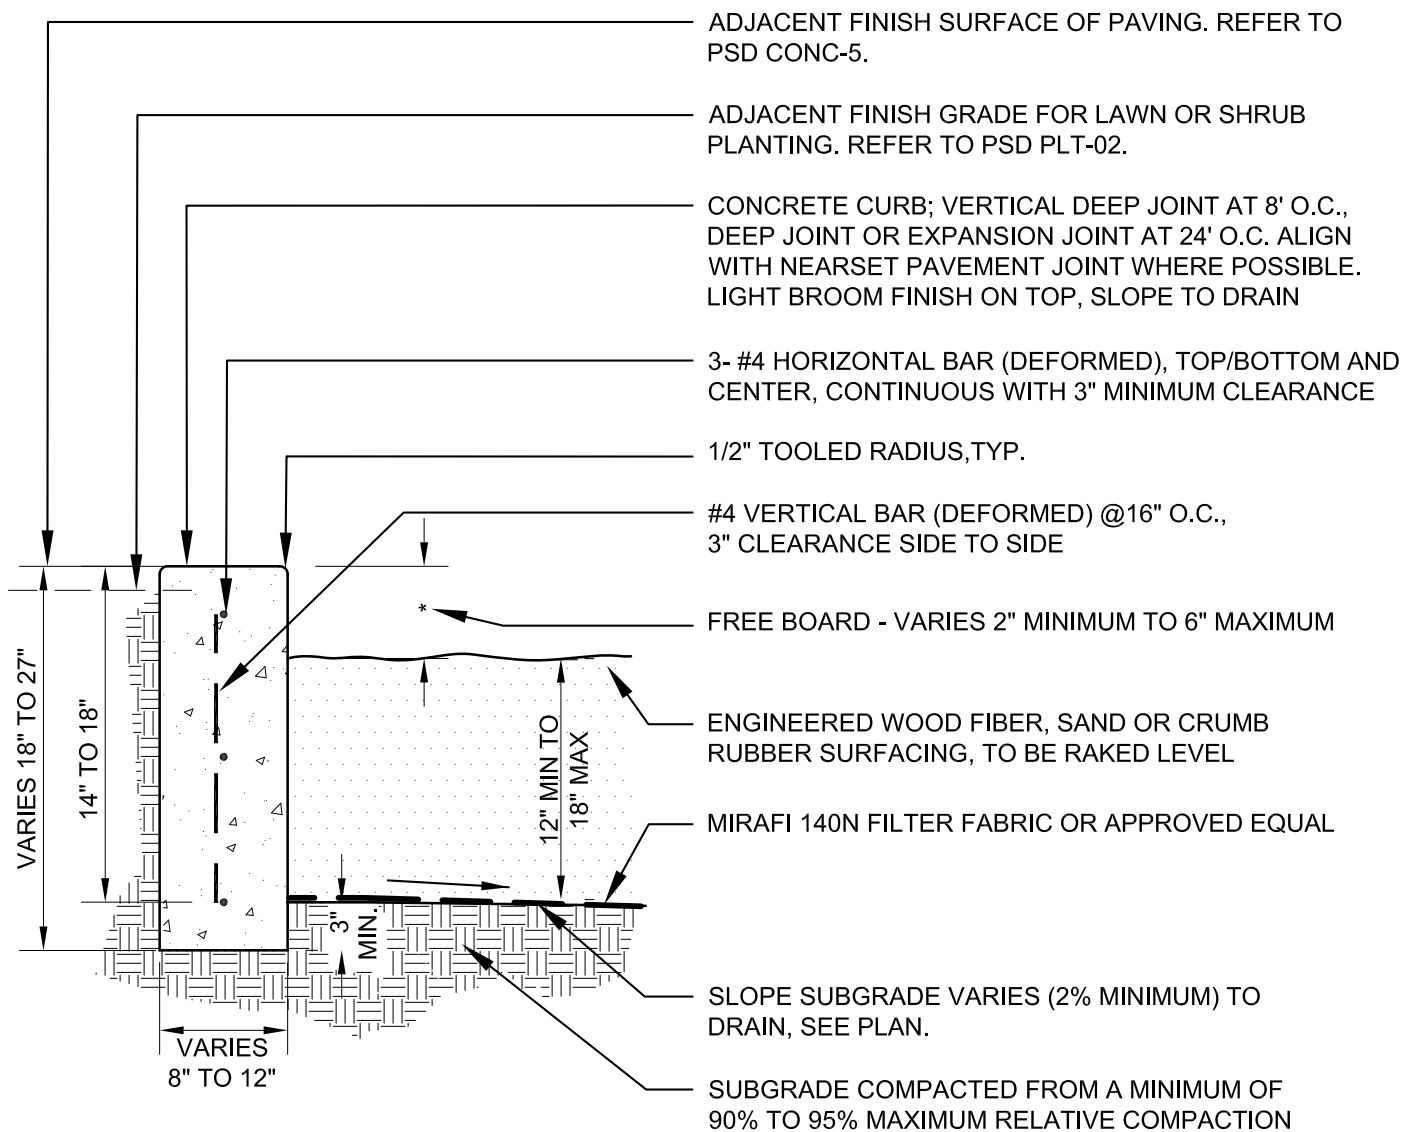 ADJACENT FINISH SURFACE OF PAVING. REFER TO
PSD CONC-5.
ADJACENT FINISH GRADE FOR LAWN OR SHRUB
PLANTING. REFER TO PSD PLT-02.
CONCRETE CURB; VERTICAL DEEP JOINT AT 8' O.C.,
DEEP JOINT OR EXPANSION JOINT AT 24' O.C. ALIGN
WITH NEARSET PAVEMENT JOINT WHERE POSSIBLE.
LIGHT BROOM FINISH ON TOP, SLOPE TO DRAIN
3- #4 HORIZONTAL BAR (DEFORMED), TOP/BOTTOM AND
CENTER, CONTINUOUS WITH 3" MINIMUM CLEARANCE
1/2" TOOLED RADIUS,TYP.
#4 VERTICAL BAR (DEFORMED) @16" O.C.,
3" CLEARANCE SIDE TO SIDE
*
FREE BOARD - VARIES 2" MINIMUM TO 6" MAXIMUM
ENGINEERED WOOD FIBER, SAND OR CRUMB
RUBBER SURFACING, TO BE RAKED LEVEL
MIRAFI 140N FILTER FABRIC OR APPROVED EQUAL
SLOPE SUBGRADE VARIES (2% MINIMUM) TO
DRAIN, SEE PLAN.
SUBGRADE COMPACTED FROM A MINIMUM OF
90% TO 95% MAXIMUM RELATIVE COMPACTION
VARIES 18" TO 27"
14" TO 18"
12" MIN TO
18" MAX
3"
MIN.
VARIES
8" TO 12"